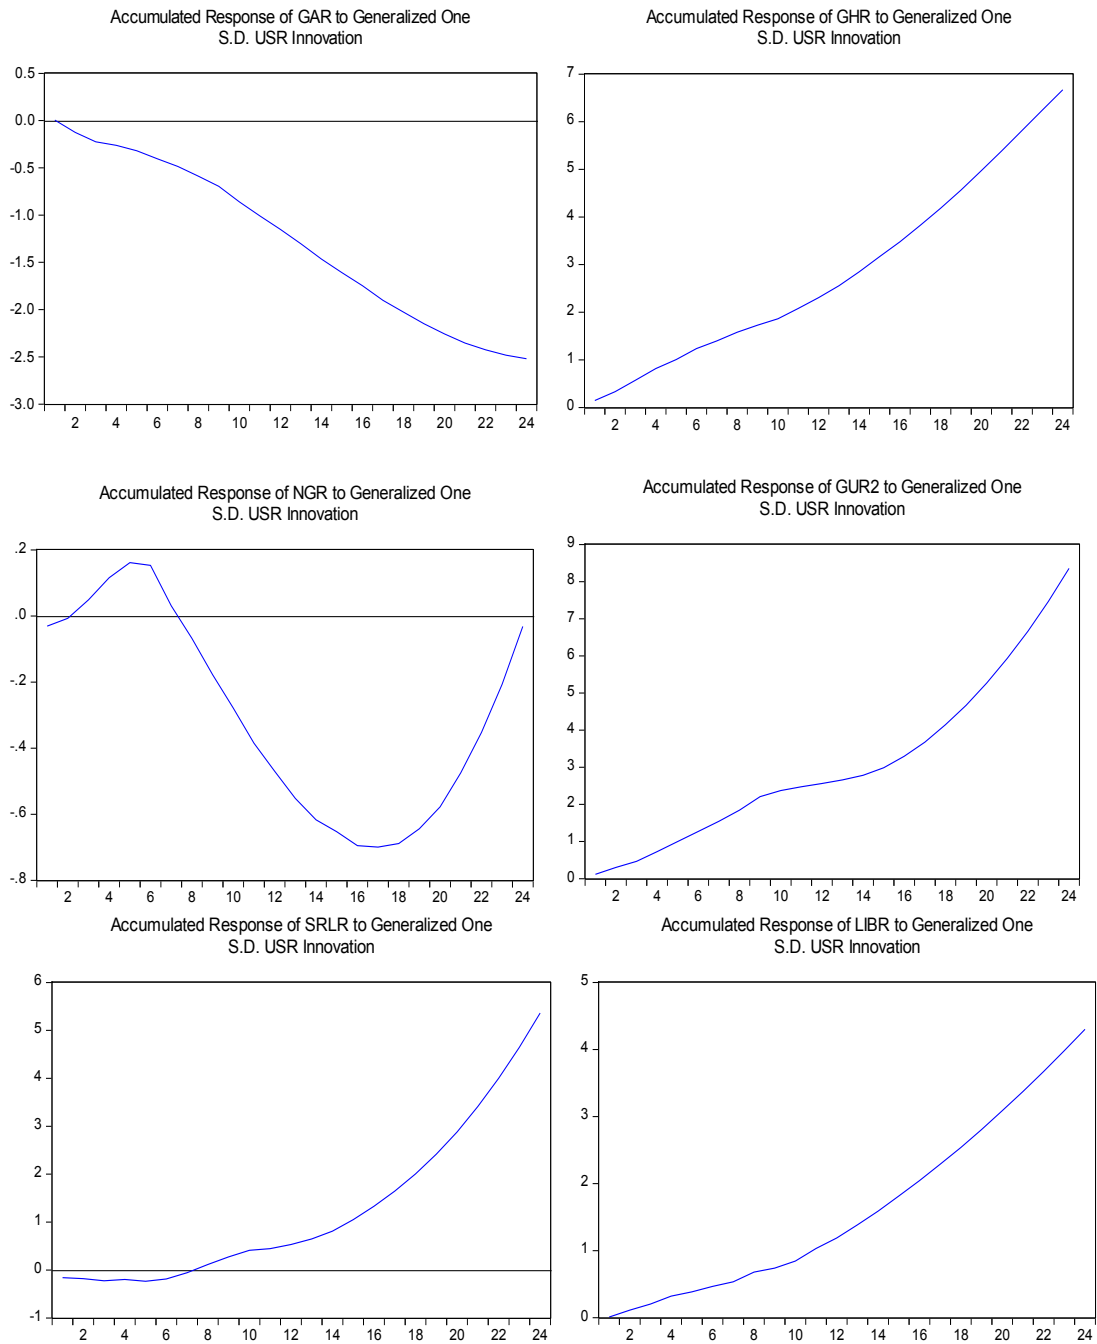 Accumulated Response of GAR to Generalized One
S.D. USR Innovation
0.5
0.0
-0.5
-1.0
-1.5
-2.0
-2.5
-3.0
2 4 6 8 10 12 14 16 18 20 22 24
Accumulated Response of GHR to Generalized One
S.D. USR Innovation
7
6
5
4
3
2
1
0
2 4 6 8 10 12 14 16 18 20 22 24
Accumulated Response of NGR to Generalized One
S.D. USR Innovation
.2
.0
-.2
-.4
-.6
-.8
2 4 6 8 10 12 14 16 18 20 22 24
Accumulated Response of GUR2 to Generalized One
S.D. USR Innovation
9
8
7
6
5
4
3
2
1
0
2 4 6 8 10 12 14 16 18 20 22 24
Accumulated Response of SRLR to Generalized One
S.D. USR Innovation
6
5
4
3
2
1
0
-1
2 4 6 8 10 12 14 16 18 20 22 24
Accumulated Response of LIBR to Generalized One
S.D. USR Innovation
5
4
3
2
1
0
2 4 6 8 10 12 14 16 18 20 22 24